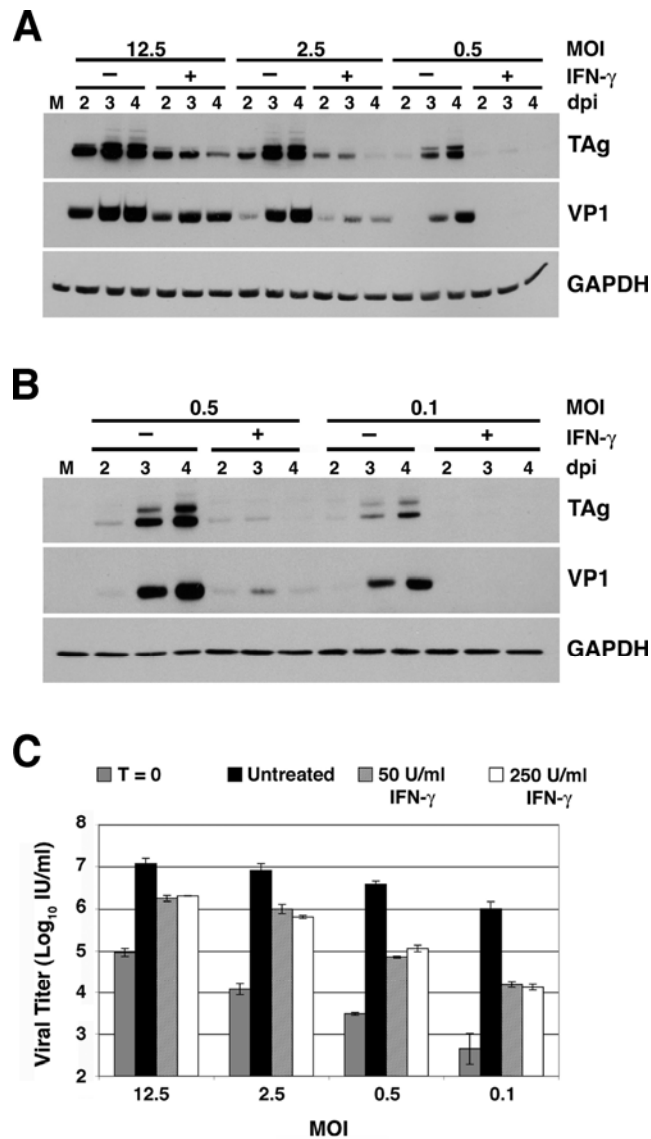 A
12.5 2.5 0.5 MOI
− + − + − + IFN-γ
M 2 3 4 2 3 4 2 3 4 2 3 4 2 3 4 2 3 4 dpi
TAg
VP1
GAPDH
B
0.5 0.1 MOI
− + − + IFN-γ
M 2 3 4 2 3 4 2 3 4 2 3 4 dpi
TAg
VP1
GAPDH
C
T = 0 Untreated 50 U/ml IFN-γ 250 U/ml IFN-γ
Viral Titer (Log₁₀ IU/ml)
8
7
6
5
4
3
2
12.5 2.5 0.5 0.1
MOI